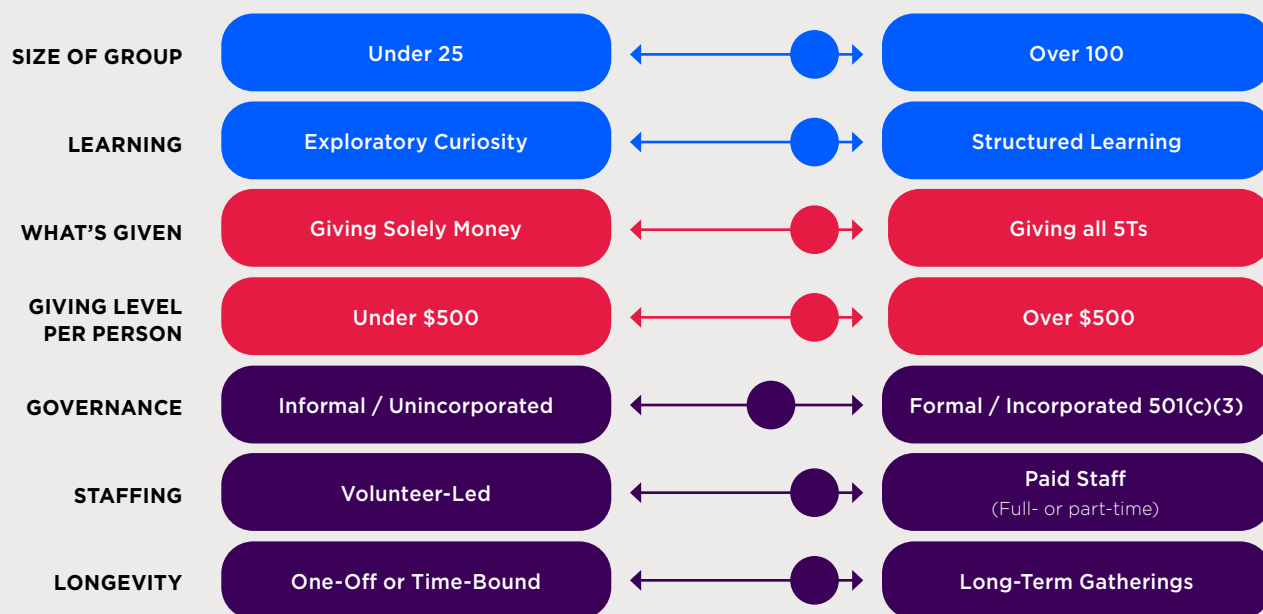 SIZE OF GROUP
Under 25
Over 100
LEARNING
Exploratory Curiosity
Structured Learning
WHAT'S GIVEN
Giving Solely Money
Giving all 5Ts
GIVING LEVEL
PER PERSON
Under $500
Over $500
GOVERNANCE
Informal / Unincorporated
Formal / Incorporated 501(c)(3)
STAFFING
Volunteer-Led
Paid Staff
(Full- or part-time)
LONGEVITY
One-Off or Time-Bound
Long-Term Gatherings